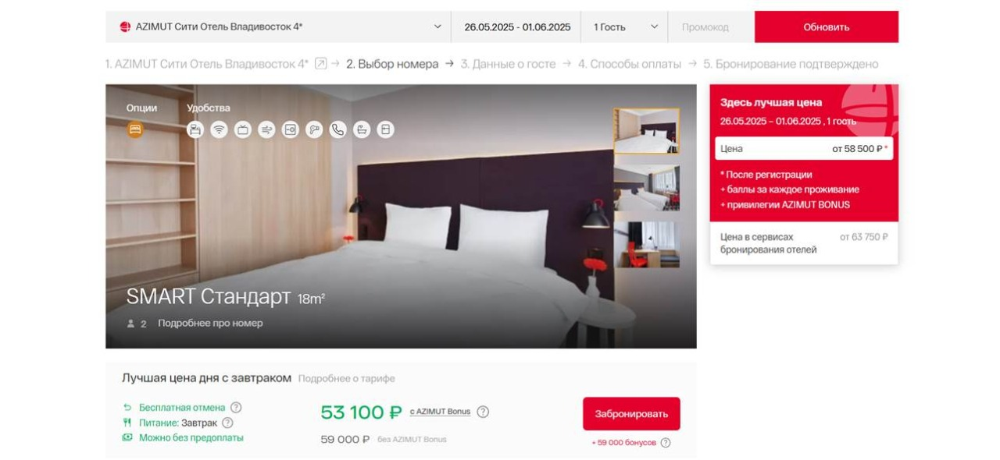 AZIMUT Сити Отель Владивосток 4*
26.05.2025 - 01.06.2025
1 Гость
Промокод
Обновить
1. AZIMUT Сити Отель Владивосток 4* → 2. Выбор номера → 3. Данные о госте → 4. Способы оплаты → 5. Бронирование подтверждено
Опции
Удобства
SMART Стандарт 18m²
2 Подробнее про номер
Здесь лучшая цена
26.05.2025 – 01.06.2025 , 1 гость
Цена от 58 500 ₽ *
* После регистрации
+ баллы за каждое проживание
+ привилегии AZIMUT BONUS
Цена в сервисах бронирования отелей
от 63 750 ₽
Лучшая цена дня с завтраком Подробнее о тарифе
Бесплатная отмена ?
Питание: Завтрак ?
Можно без предоплаты
53 100 ₽ с AZIMUT Bonus ?
59 000 ₽ без AZIMUT Bonus
Забронировать
+ 59 000 бонусов ?